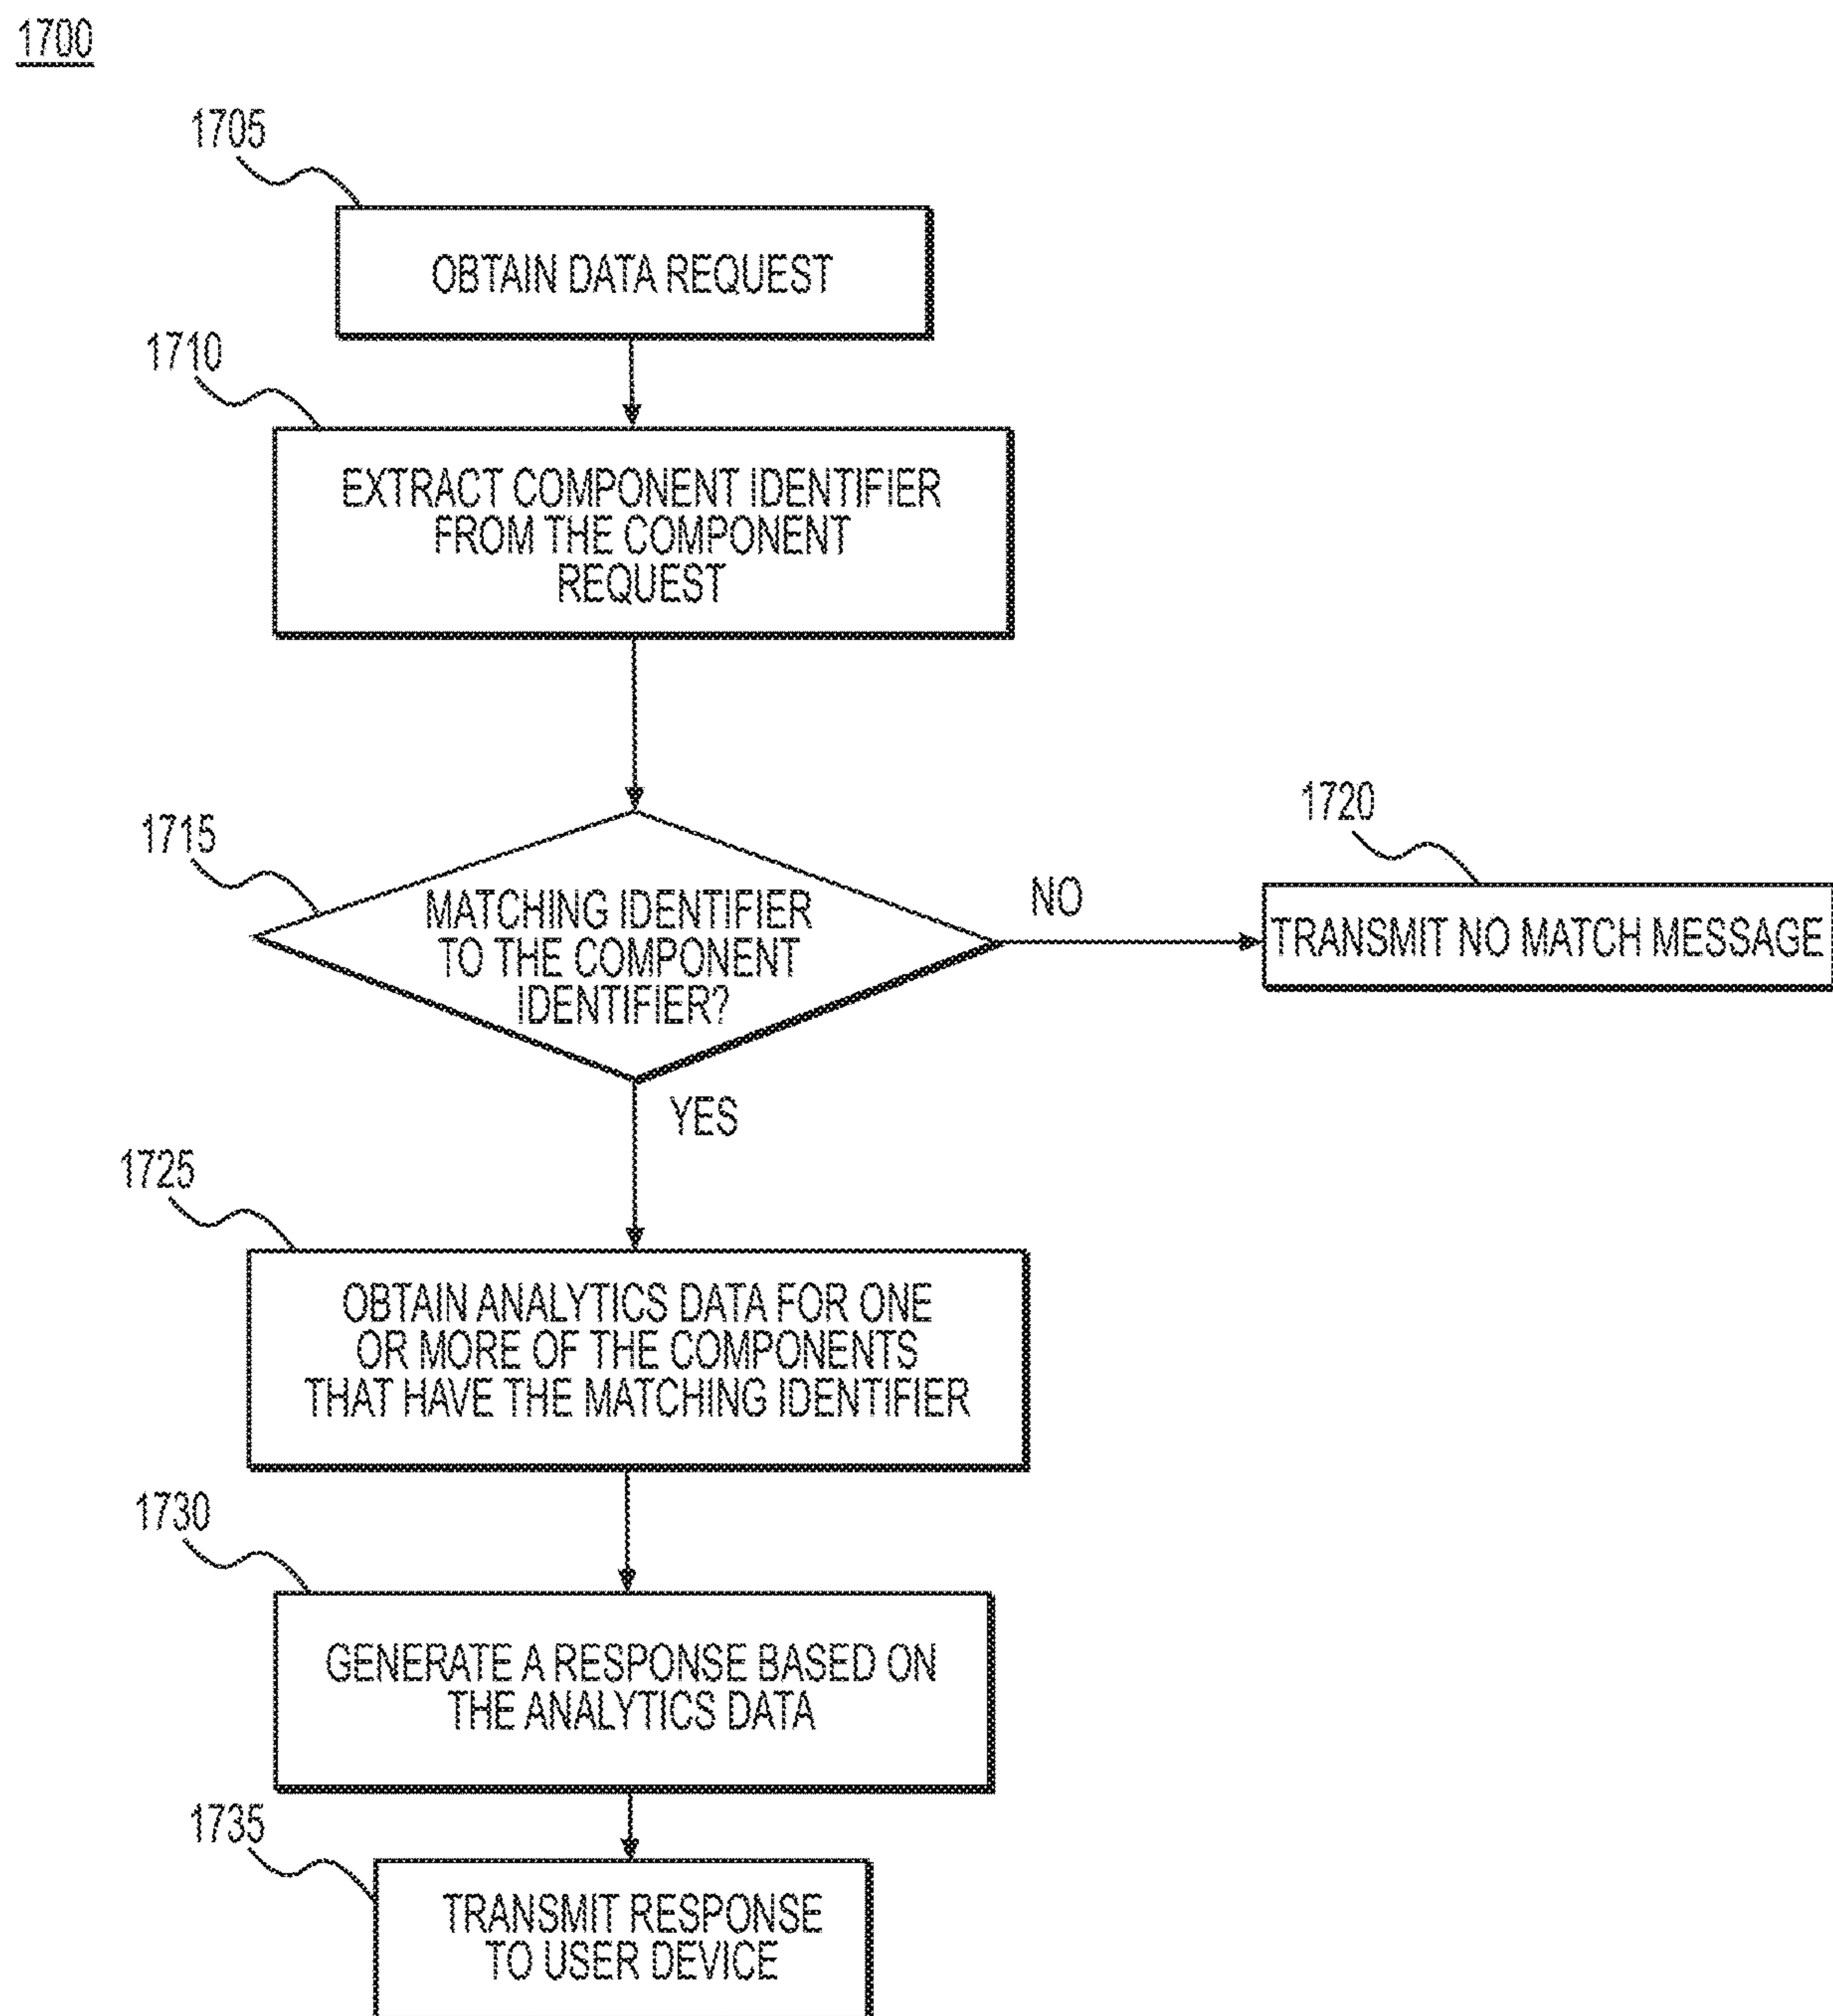 1700
1705
OBTAIN DATA REQUEST
1710
EXTRACT COMPONENT IDENTIFIER
FROM THE COMPONENT
REQUEST
1715
MATCHING IDENTIFIER
TO THE COMPONENT
IDENTIFIER?
NO
1720
TRANSMIT NO MATCH MESSAGE
YES
1725
OBTAIN ANALYTICS DATA FOR ONE
OR MORE OF THE COMPONENTS
THAT HAVE THE MATCHING IDENTIFIER
1730
GENERATE A RESPONSE BASED ON
THE ANALYTICS DATA
1735
TRANSMIT RESPONSE
TO USER DEVICE